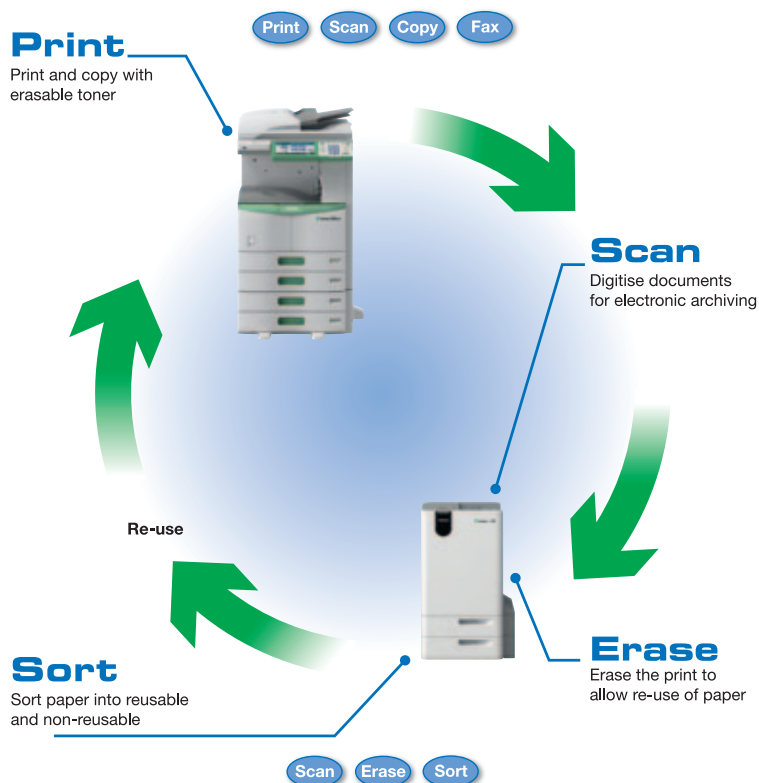 Print Scan Copy Fax
Print
Print and copy with
erasable toner
Scan
Digitise documents
for electronic archiving
Erase
Erase the print to
allow re-use of paper
Sort
Sort paper into reusable
and non-reusable
Re-use
Scan Erase Sort